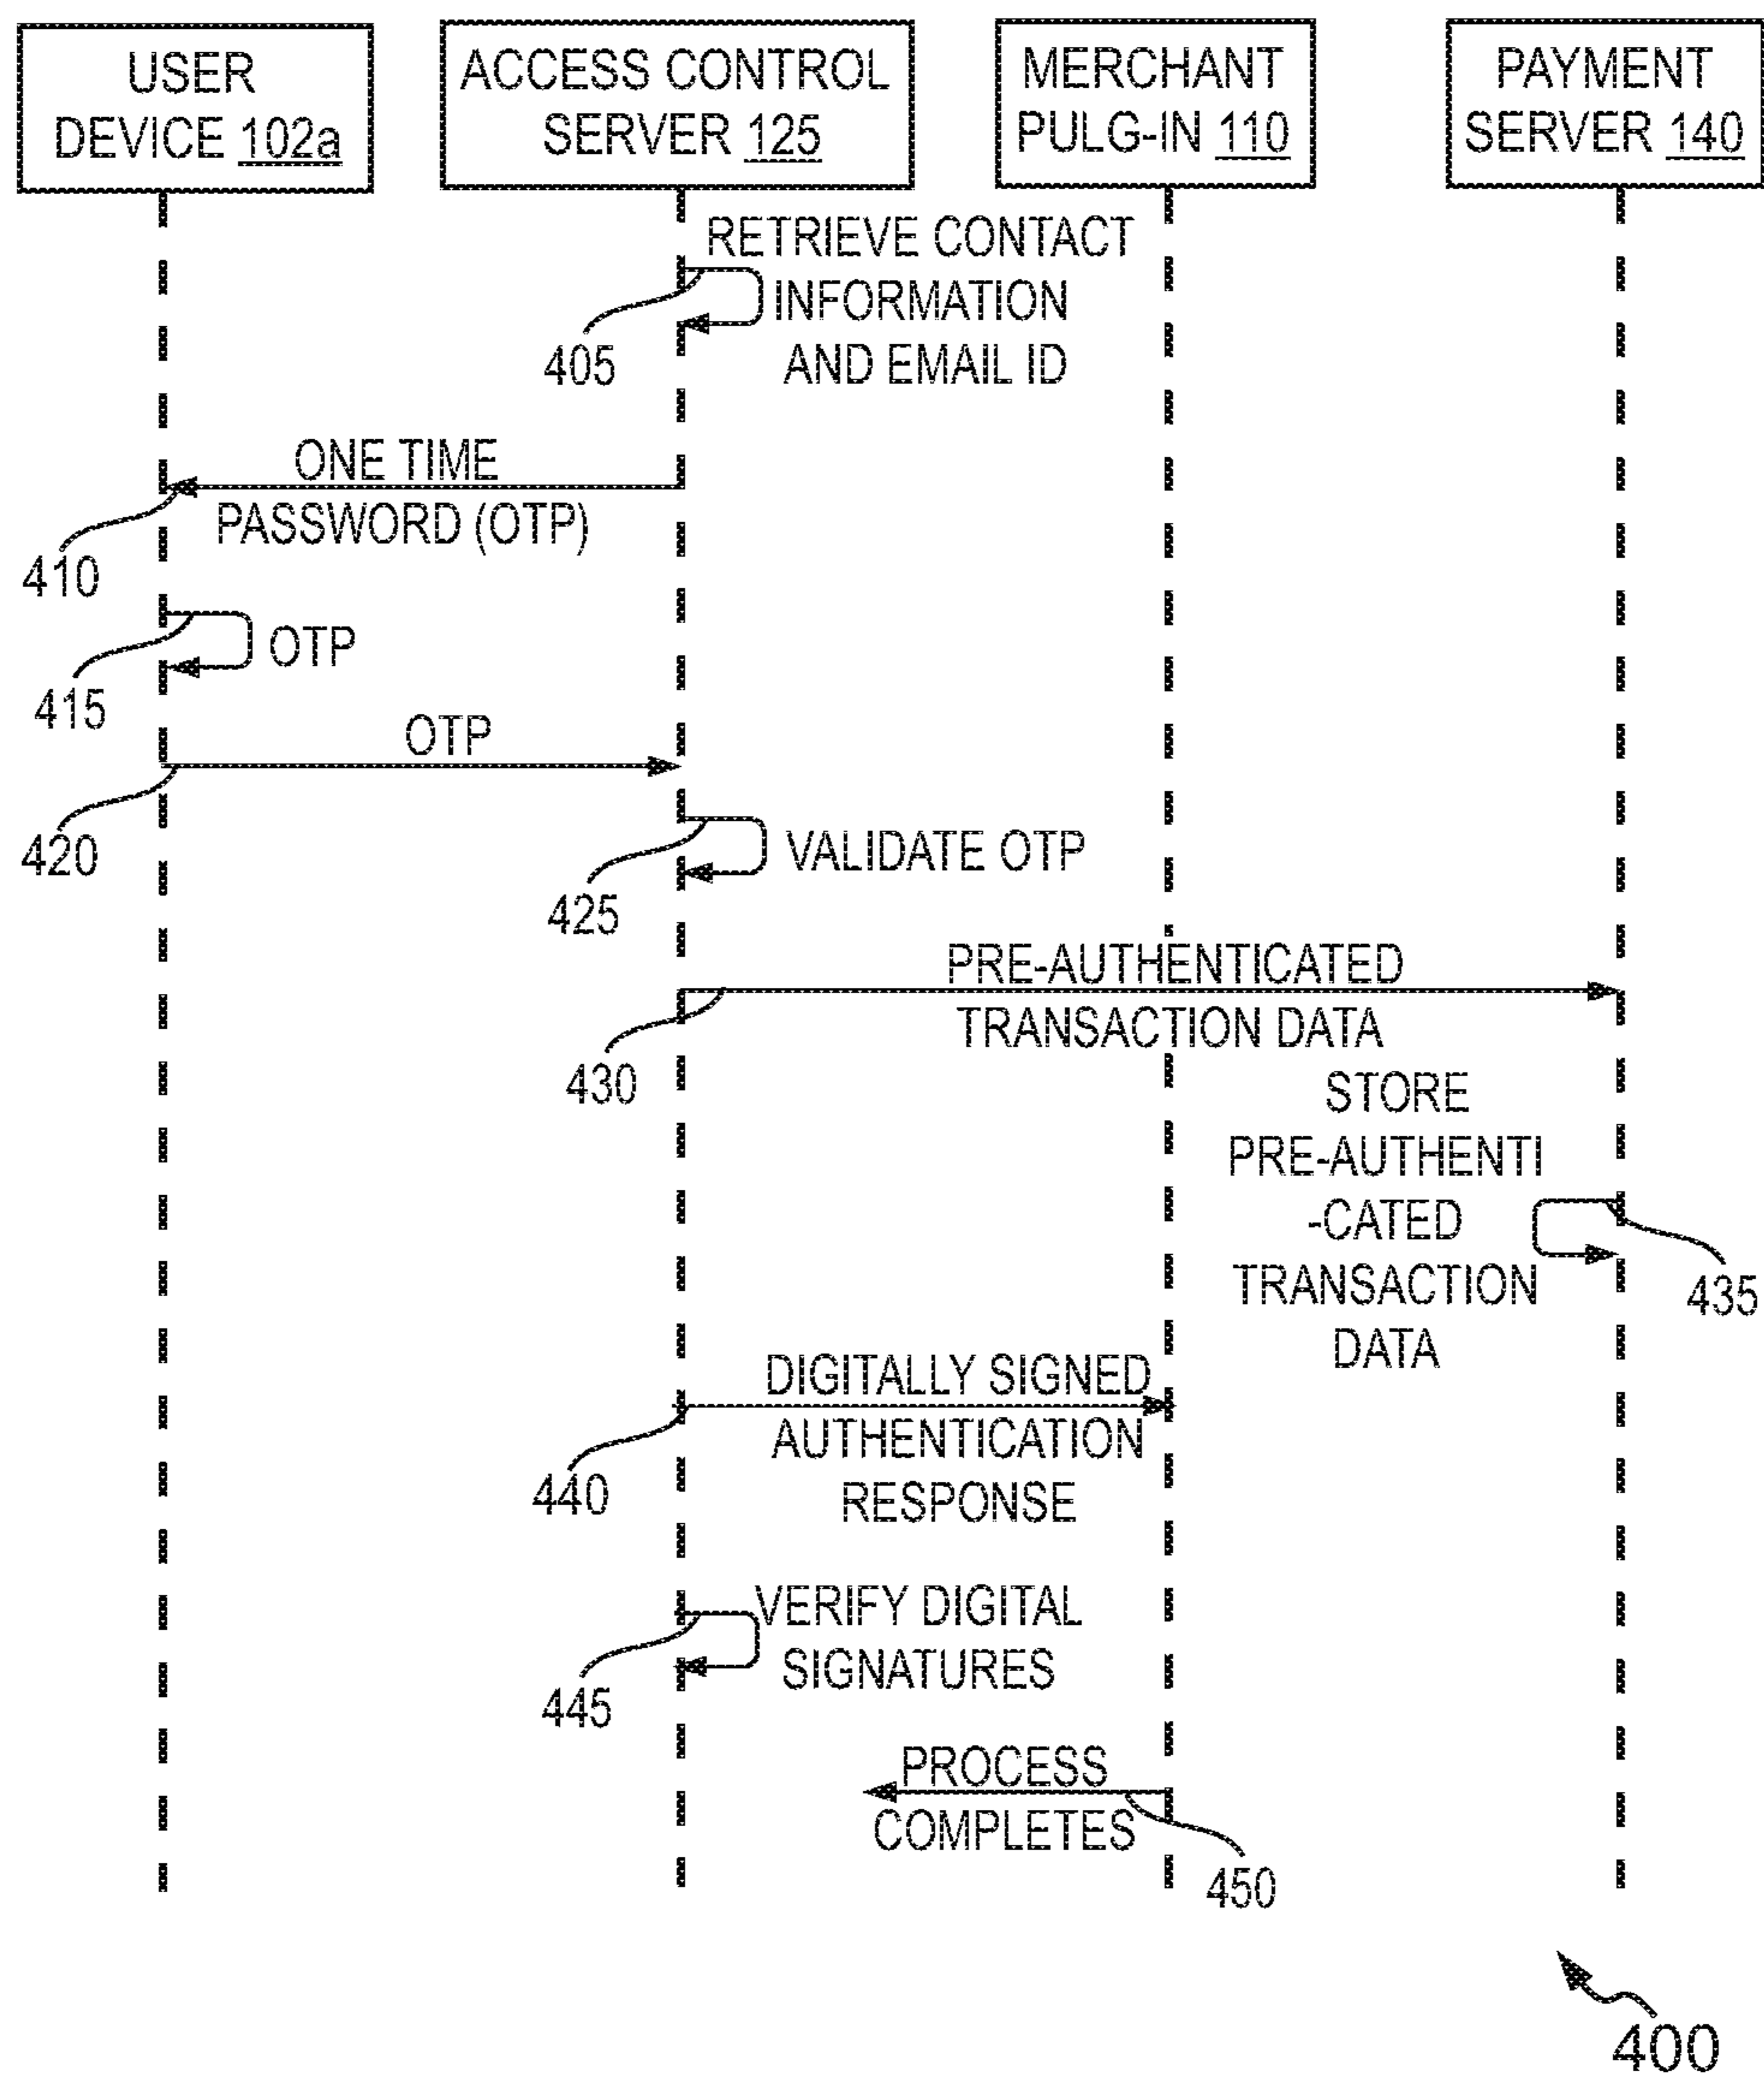 USER
DEVICE 102a
ACCESS CONTROL
SERVER 125
MERCHANT
PULG-IN 110
PAYMENT
SERVER 140
RETRIEVE CONTACT
INFORMATION
AND EMAIL ID
405
ONE TIME
PASSWORD (OTP)
410
OTP
415
OTP
420
VALIDATE OTP
425
PRE-AUTHENTICATED
TRANSACTION DATA
430
STORE
PRE-AUTHENTI
-CATED
TRANSACTION
DATA
435
DIGITALLY SIGNED
AUTHENTICATION
RESPONSE
440
VERIFY DIGITAL
SIGNATURES
445
PROCESS
COMPLETES
450
400